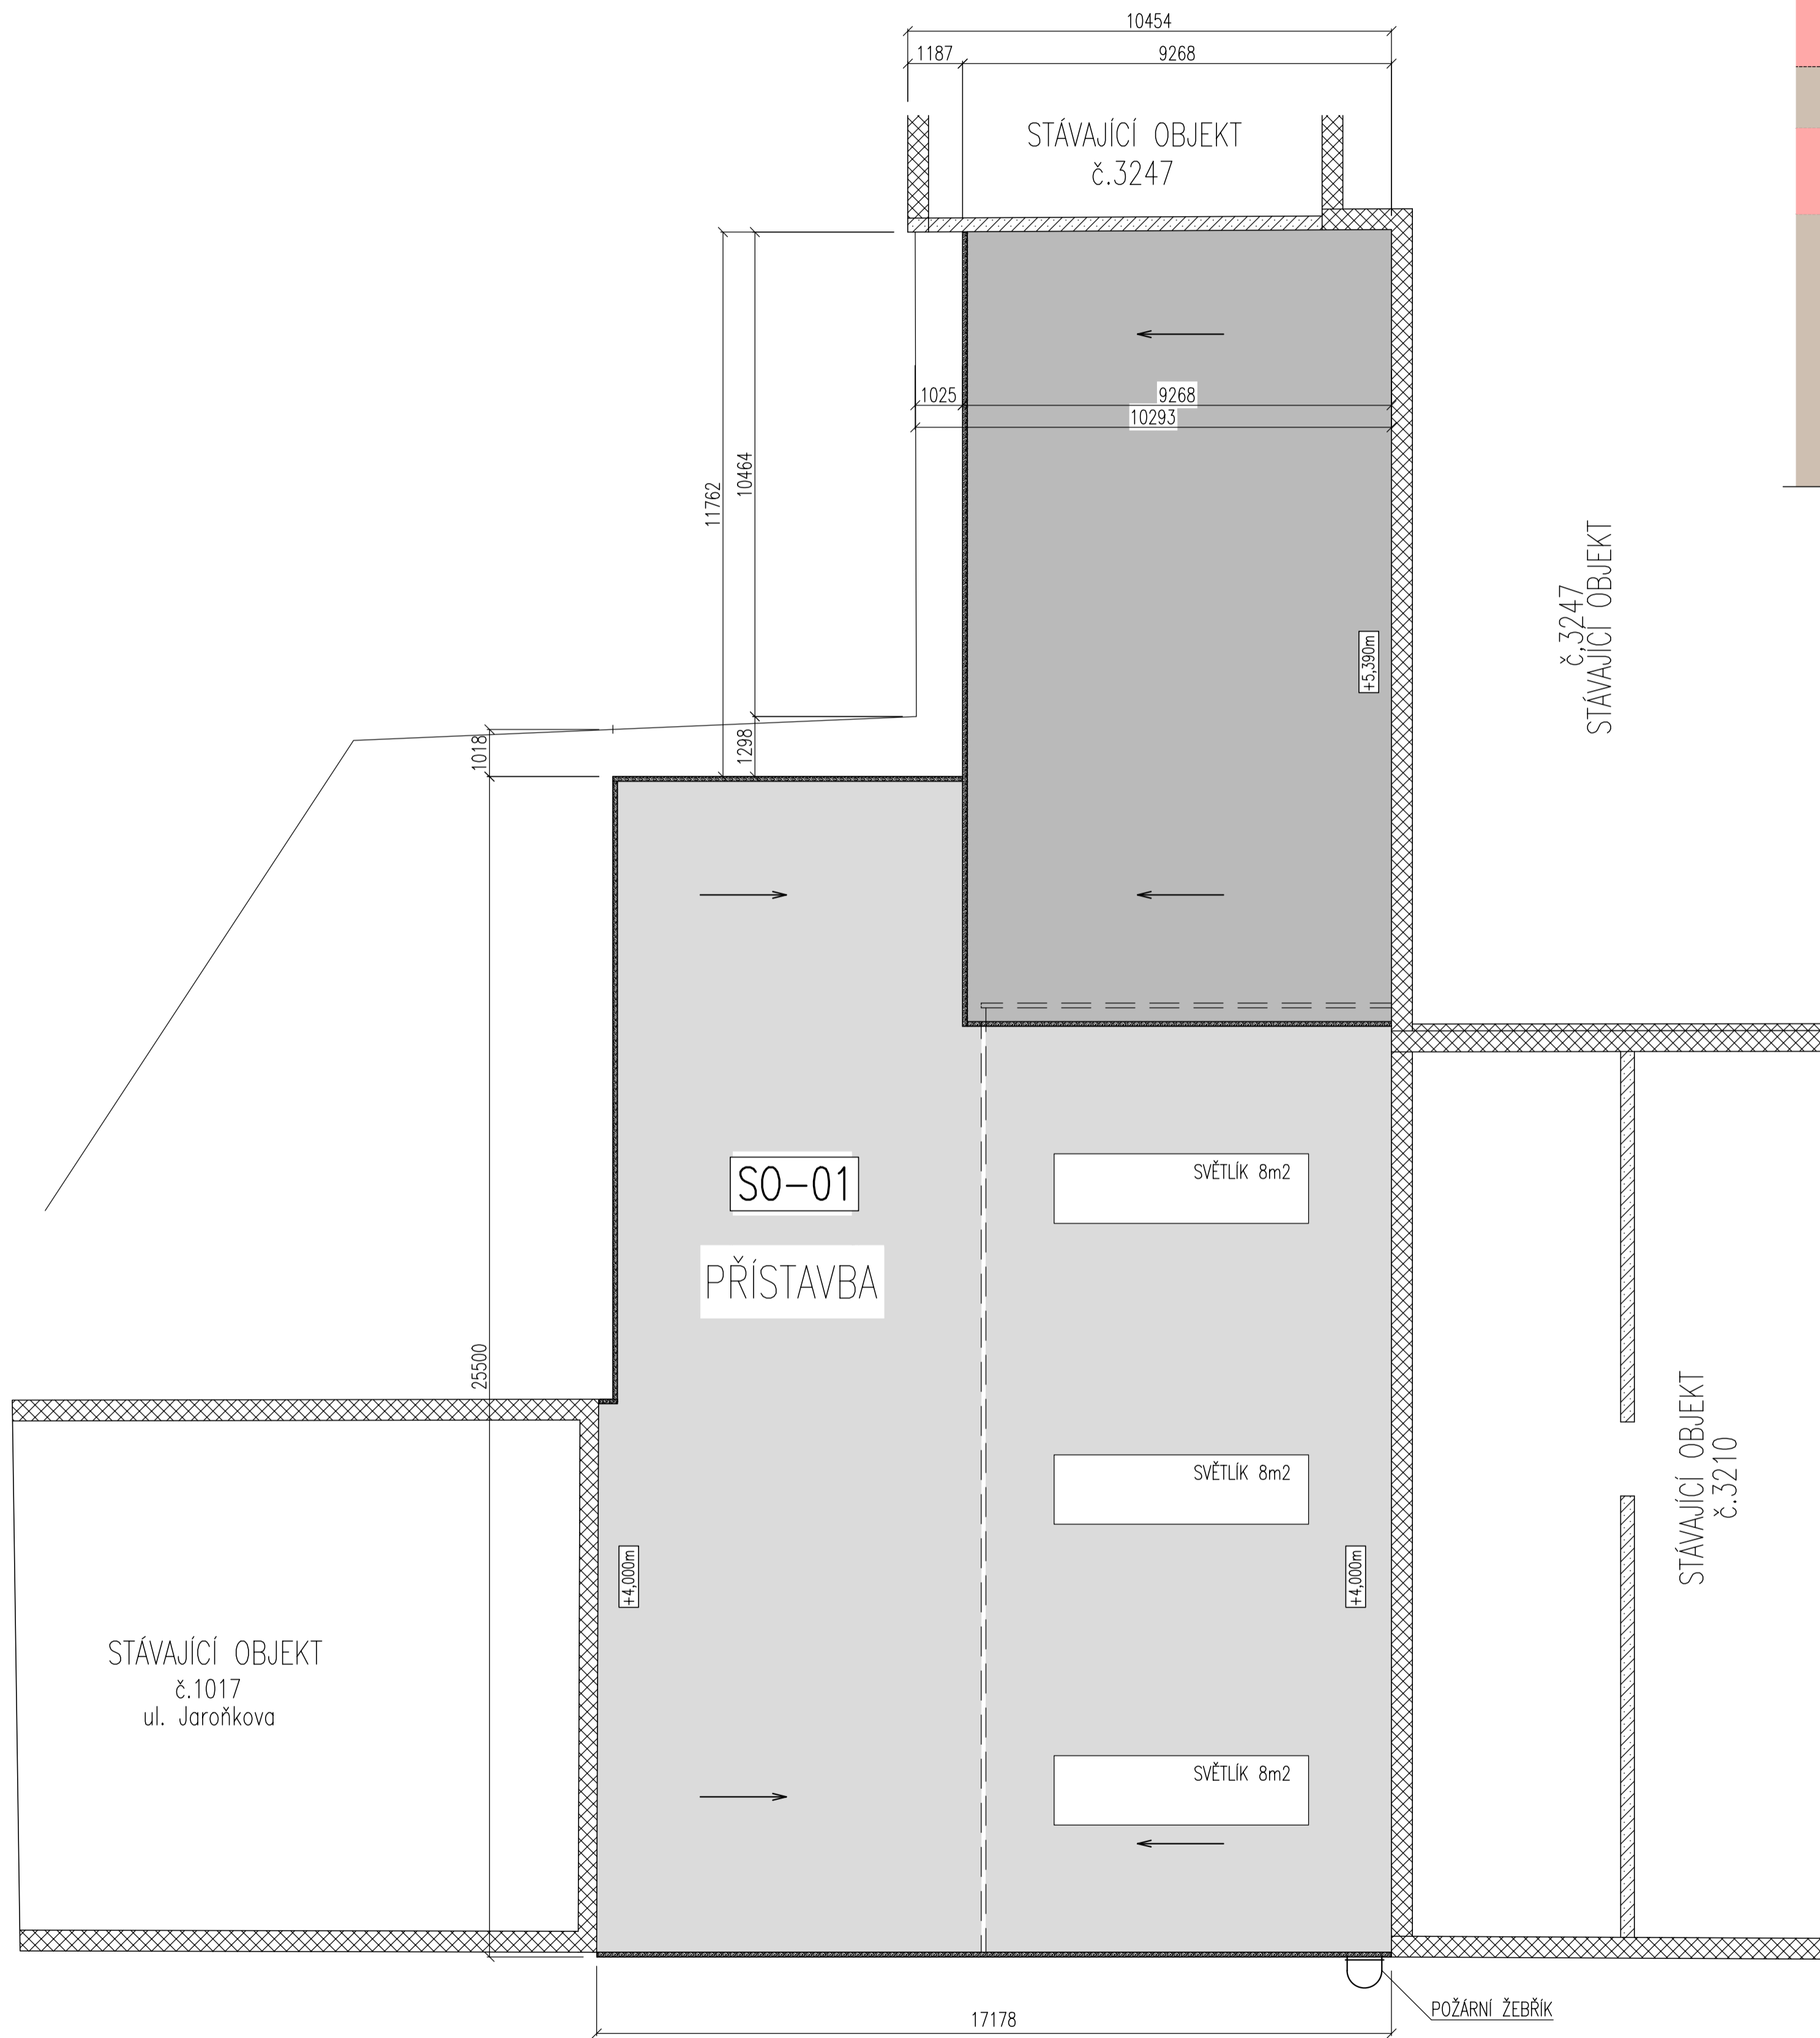 10454
1187
9268
STÁVAJÍCÍ OBJEKT
č.3247
1025
9268
10293
11762
10464
1298
1018
+5,390m
č,3247
STÁVAJÍCÍ OBJEKT
SO-01
PŘÍSTAVBA
SVĚTLÍK 8m2
SVĚTLÍK 8m2
SVĚTLÍK 8m2
25500
+4,000m
+4,000m
STÁVAJÍCÍ OBJEKT
č.3210
STÁVAJÍCÍ OBJEKT
č.1017
ul. Jaroňkova
17178
POŽÁRNÍ ŽEBŘÍK